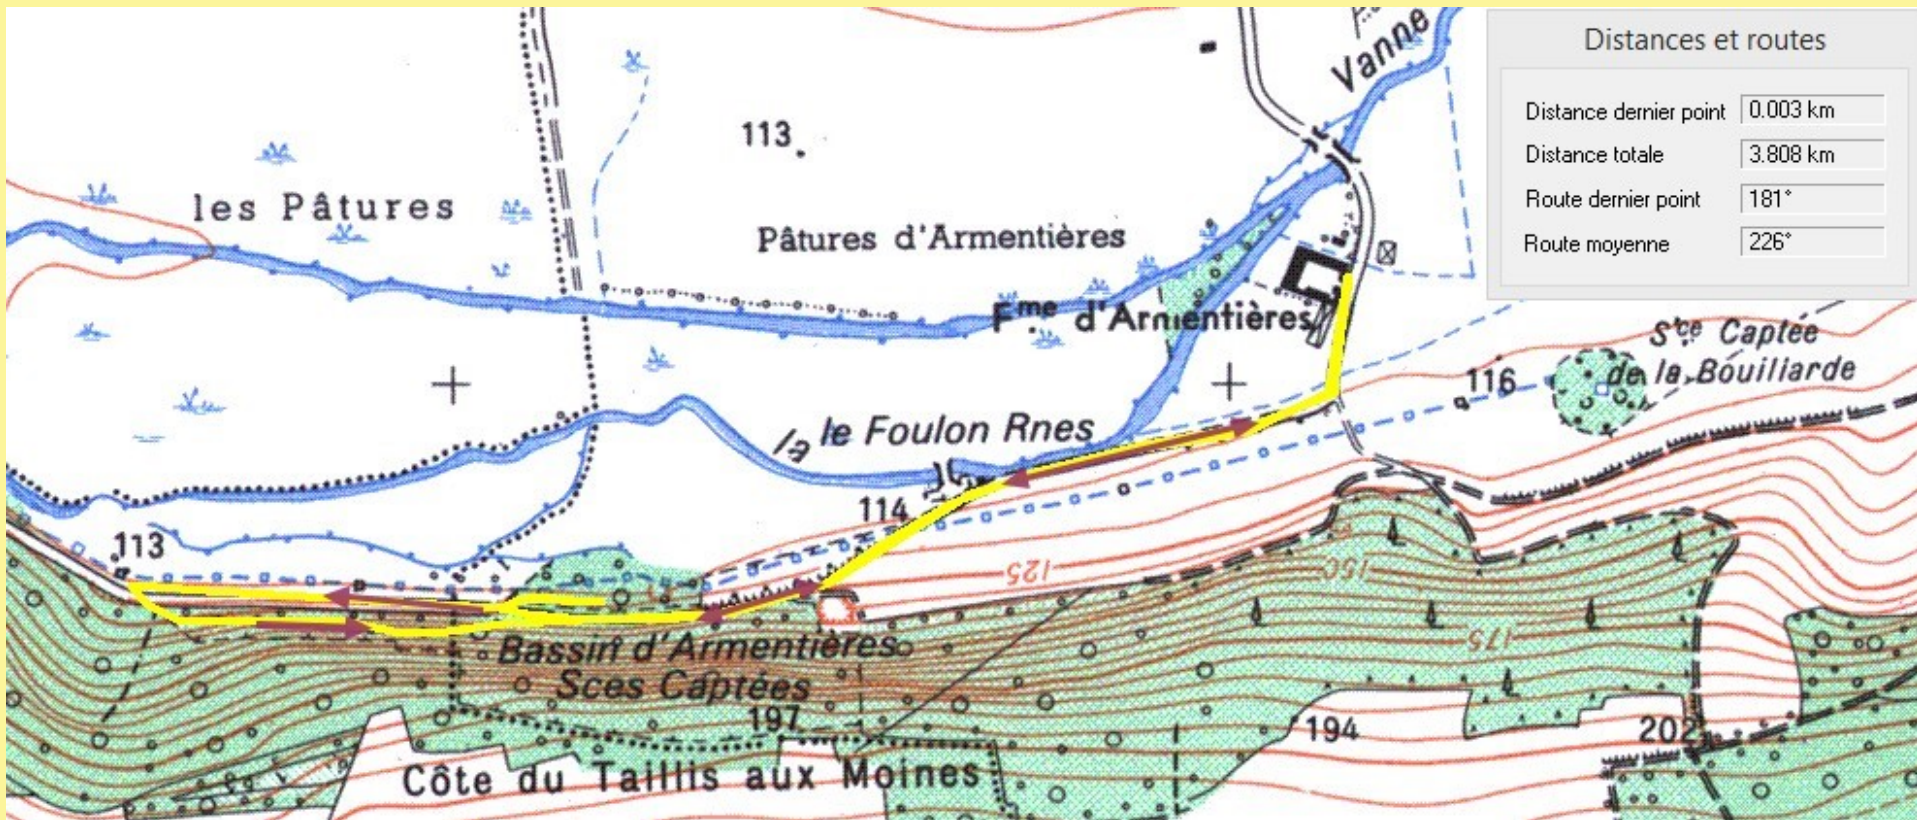 Distances et routes
Distance dernier point 0.003 km
Distance totale 3.808 km
Route dernier point 181°
Route moyenne 226°
Vanne
113
les Pâtures
Pâtures d'Armentières
Fme d'Armentières
Sce Captée
de la Bouillarde
116
la
le Foulon Rnes
114
113
125
150
175
Bassin d'Armentières
Sces Captées
197
194
202
Côte du Taillis aux Moines